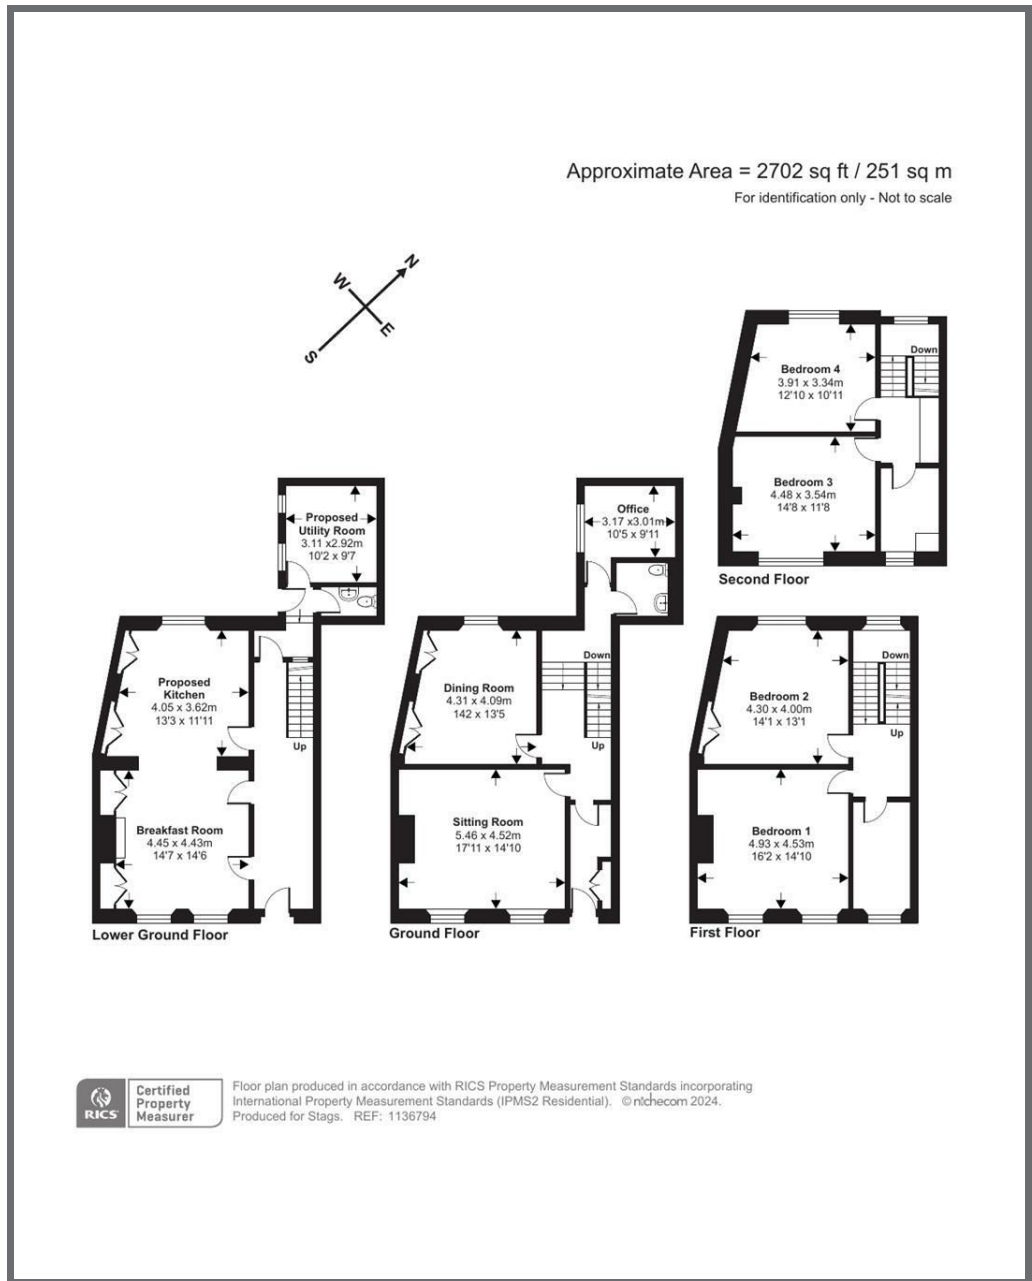 Approximate Area = 2702 sq ft / 251 sq m
For identification only - Not to scale
N
W
E
S
Down
Bedroom 4
3.91 x 3.34m
12'10 x 10'11
Bedroom 3
4.48 x 3.54m
14'8 x 11'8
Second Floor
Proposed
Utility Room
3.11 x2.92m
10'2 x 9'7
Proposed
Kitchen
4.05 x 3.62m
13'3 x 11'11
Up
Breakfast Room
4.45 x 4.43m
14'7 x 14'6
Lower Ground Floor
Office
3.17 x3.01m
10'5 x 9'11
Down
Dining Room
4.31 x 4.09m
142 x 13'5
Up
Sitting Room
5.46 x 4.52m
17'11 x 14'10
Ground Floor
Down
Bedroom 2
4.30 x 4.00m
14'1 x 13'1
Up
Bedroom 1
4.93 x 4.53m
16'2 x 14'10
First Floor
RICS
Certified
Property
Measurer
Floor plan produced in accordance with RICS Property Measurement Standards incorporating
International Property Measurement Standards (IPMS2 Residential). © nichecom 2024.
Produced for Stags. REF: 1136794